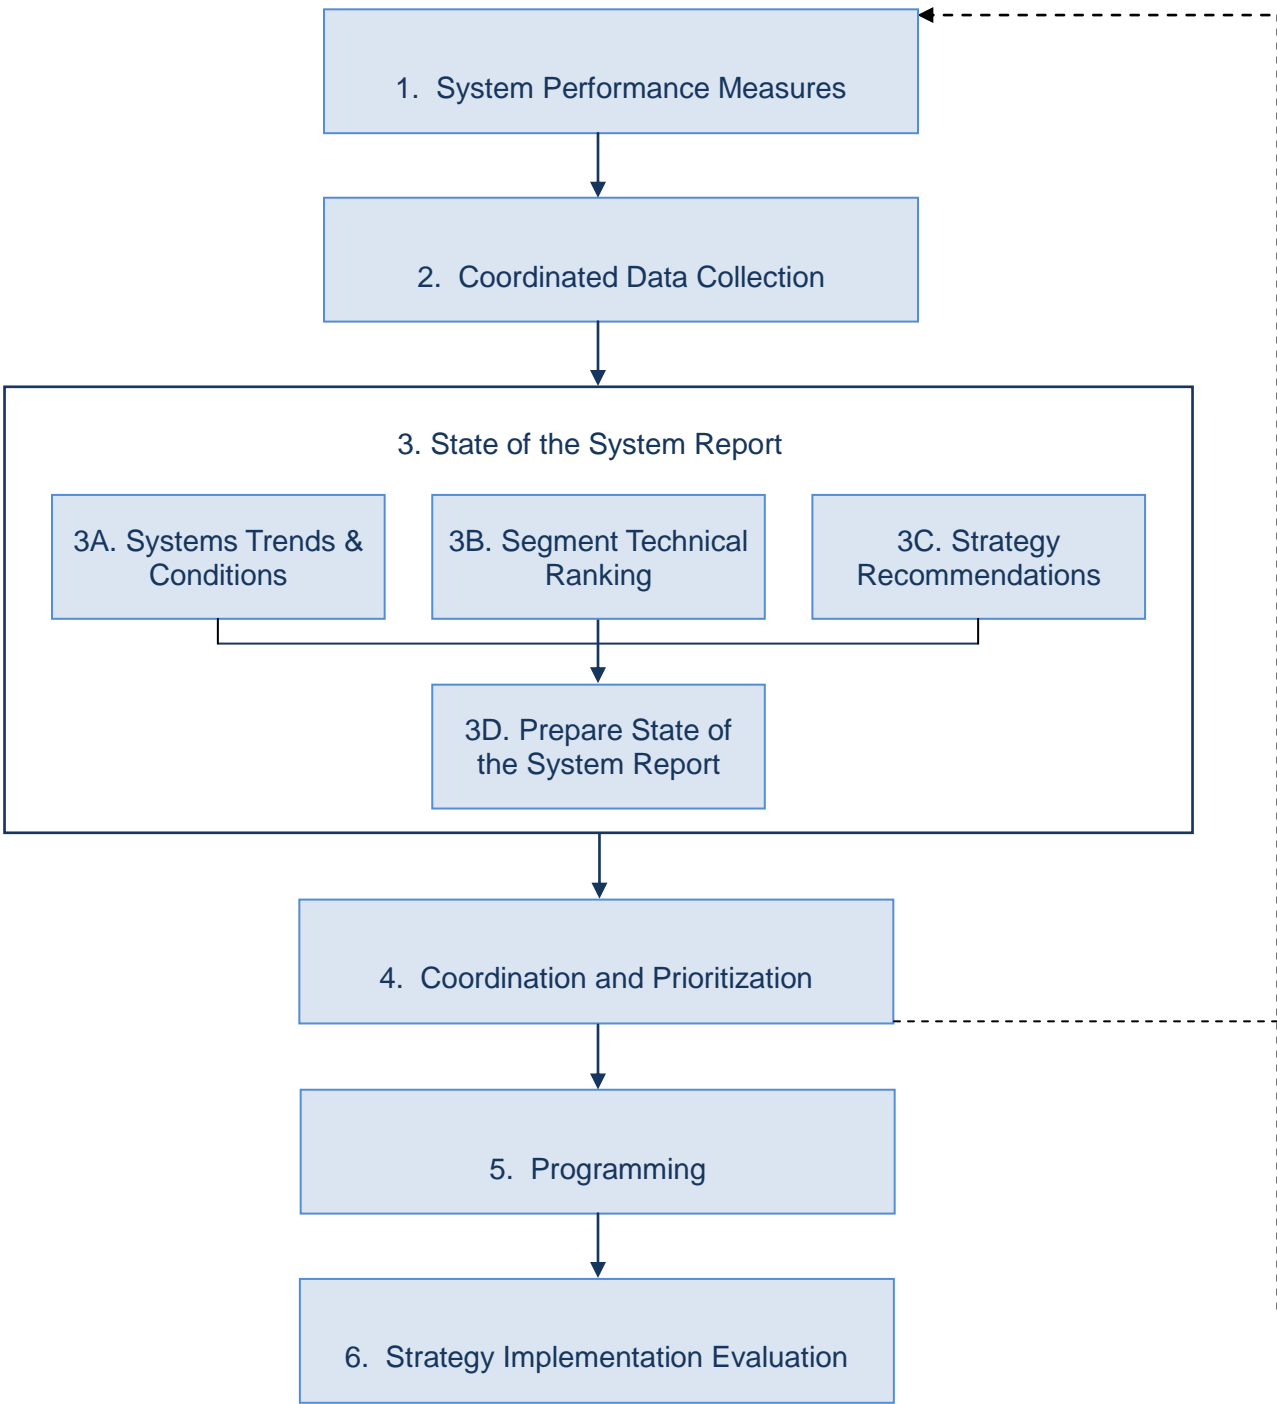 1. System Performance Measures
2. Coordinated Data Collection
3. State of the System Report
3A. Systems Trends &
Conditions
3B. Segment Technical
Ranking
3C. Strategy
Recommendations
3D. Prepare State of
the System Report
4. Coordination and Prioritization
5. Programming
6. Strategy Implementation Evaluation